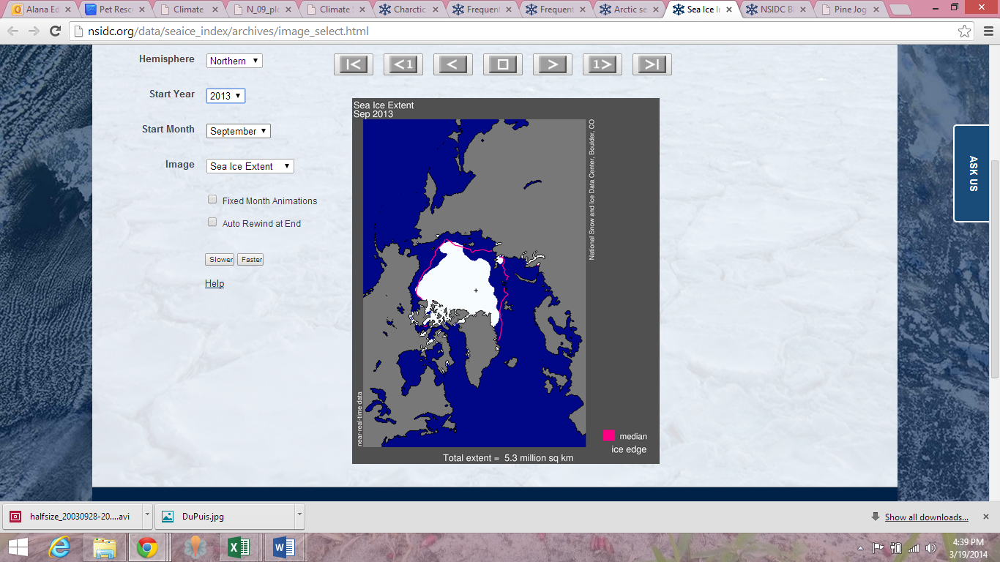 Alana Ed
Pet Resc
Climate
N_09_plo
Climate
Charctic
Frequent
Frequent
Arctic se
Sea Ice I
NSIDC Bl
Pine Jog
nsidc.org/data/seaice_index/archives/image_select.html
Hemisphere Northern
|< <1 < > 1> >|
Start Year 2013
Start Month September
Image Sea Ice Extent
Fixed Month Animations
Auto Rewind at End
Slower Faster
Help
Sea Ice Extent
Sep 2013
National Snow and Ice Data Center, Boulder, CO
near-real-time data
median
ice edge
Total extent = 5.3 million sq km
ASK US
halfsize_20030928-20....avi
DuPuis.jpg
Show all downloads...
4:39 PM
3/19/2014